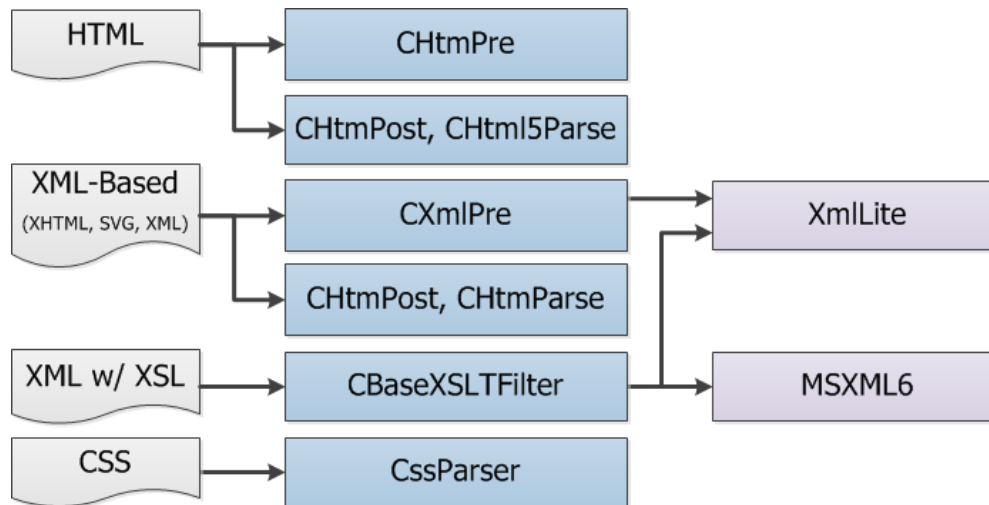 HTML
CHtmPre
CHtmPost, CHtml5Parse
XML-Based
(XHTML, SVG, XML)
CXmlPre
XmlLite
CHtmPost, CHtmParse
XML w/ XSL
CBaseXSLTFilter
MSXML6
CSS
CssParser